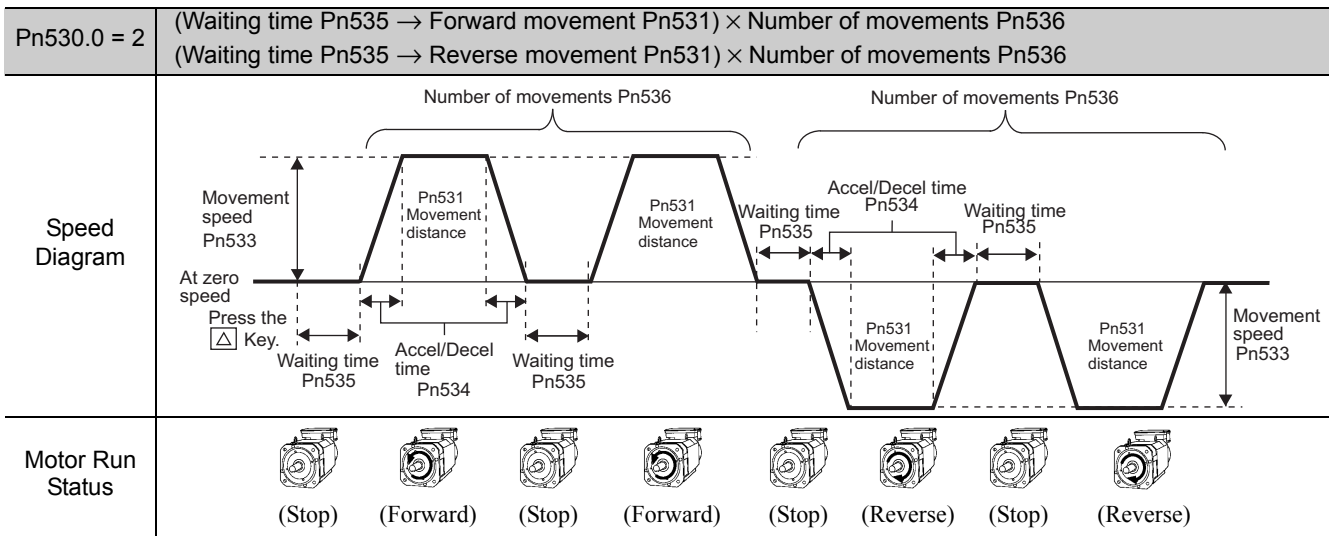 Pn530.0 = 2
(Waiting time Pn535 → Forward movement Pn531) × Number of movements Pn536
(Waiting time Pn535 → Reverse movement Pn531) × Number of movements Pn536
Speed
Diagram
Number of movements Pn536
Number of movements Pn536
Movement
speed
Pn533
Pn531
Movement
distance
Pn531
Movement
distance
Accel/Decel time
Pn534
Waiting time
Pn535
Waiting time
Pn535
At zero
speed
Press the
△ Key.
Waiting time
Pn535
Accel/Decel
time
Pn534
Waiting time
Pn535
Pn531
Movement
distance
Pn531
Movement
distance
Movement
speed
Pn533
Motor Run
Status
(Stop) (Forward) (Stop) (Forward) (Stop) (Reverse) (Stop) (Reverse)